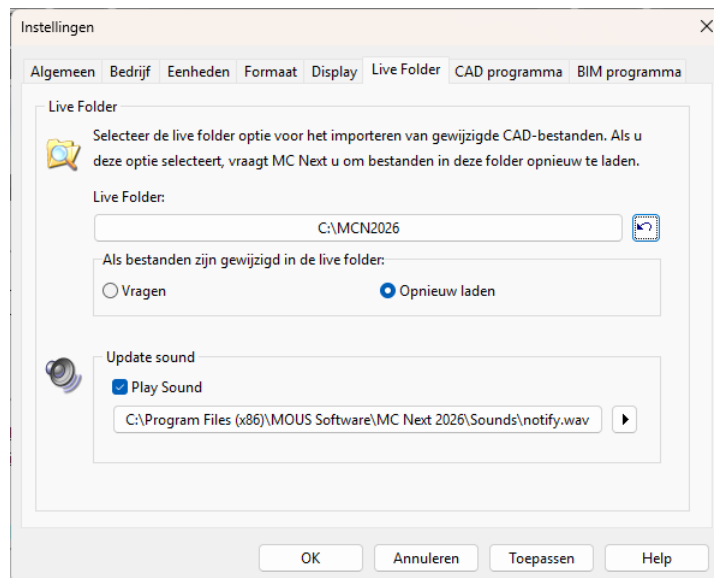 Instellingen
Algemeen Bedrijf Eenheden Formaat Display Live Folder CAD programma BIM programma
Live Folder
Selecteer de live folder optie voor het importeren van gewijzigde CAD-bestanden. Als u
deze optie selecteert, vraagt MC Next u om bestanden in deze folder opnieuw te laden.
Live Folder:
C:\MCN2026
Als bestanden zijn gewijzigd in de live folder:
Vragen Opnieuw laden
Update sound
Play Sound
C:\Program Files (x86)\MOUS Software\MC Next 2026\Sounds\notify.wav
OK Annuleren Toepassen Help